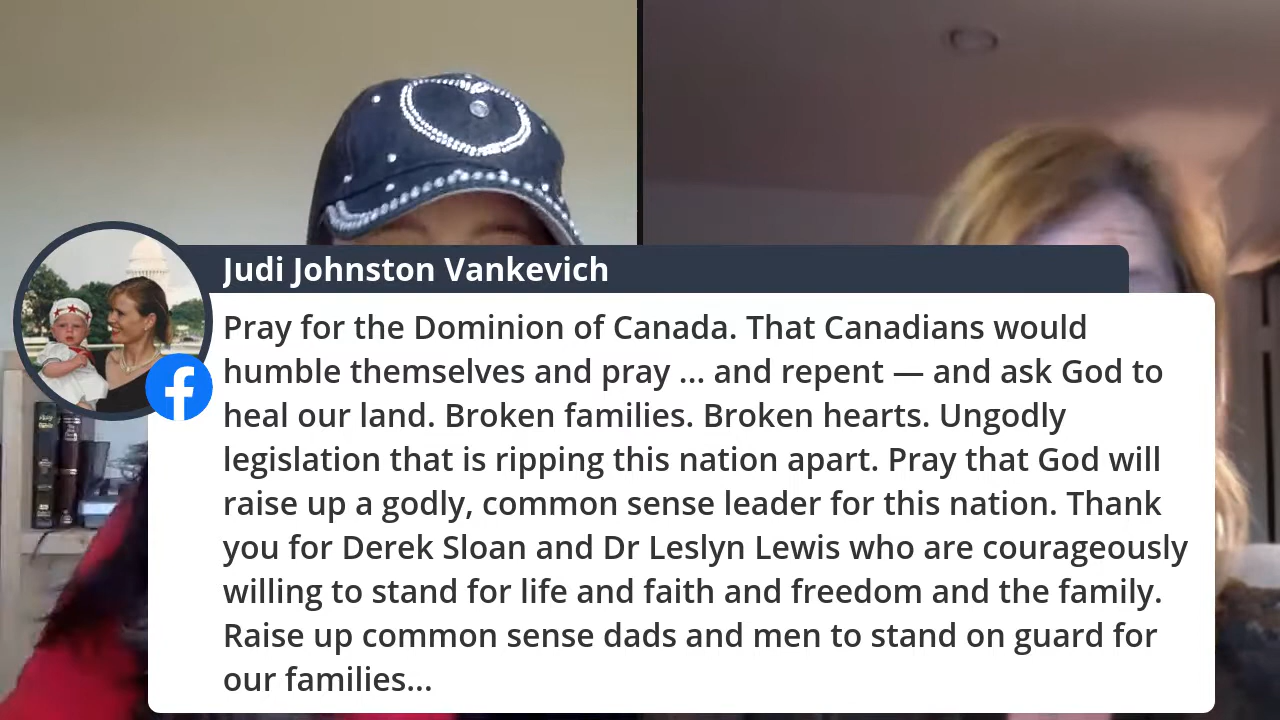 Judi Johnston Vankevich
Pray for the Dominion of Canada. That Canadians would
humble themselves and pray ... and repent — and ask God to
heal our land. Broken families. Broken hearts. Ungodly
legislation that is ripping this nation apart. Pray that God will
raise up a godly, common sense leader for this nation. Thank
you for Derek Sloan and Dr Leslyn Lewis who are courageously
willing to stand for life and faith and freedom and the family.
Raise up common sense dads and men to stand on guard for
our families...